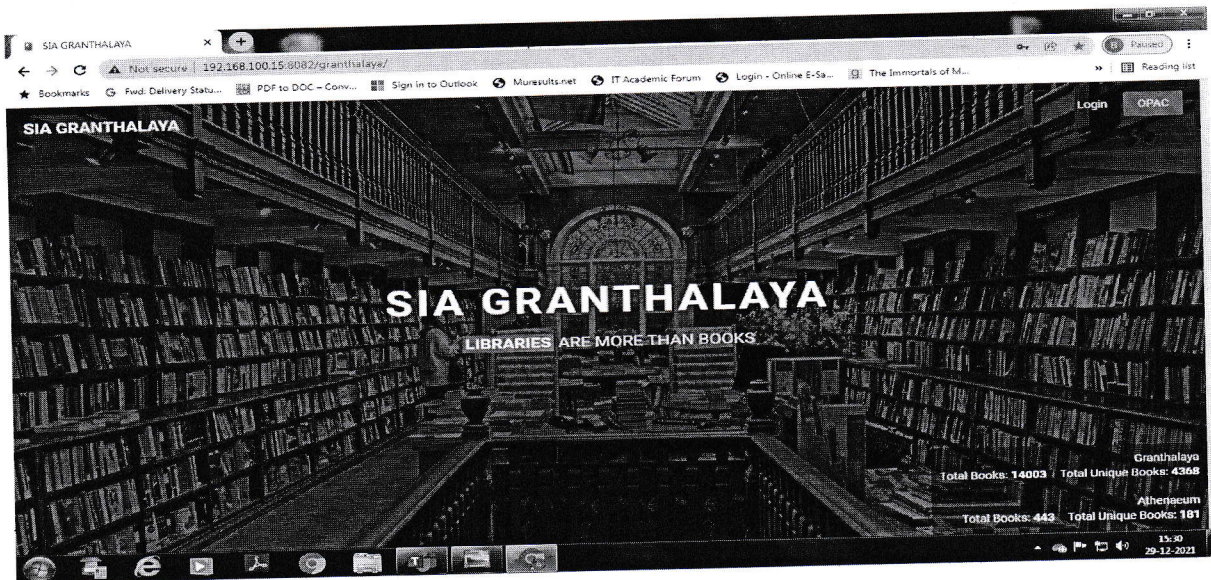 SIA GRANTHALAYA
Not secure | 192.168.100.15:8082/granthalaya/
Paused
Bookmarks Fwd: Delivery Statu... PDF to DOC – Conv... Sign in to Outlook Muresults.net IT Academic Forum Login - Online E-Sa... The Immortals of M... » Reading list
SIA GRANTHALAYA
Login OPAC
SIA GRANTHALAYA
LIBRARIES ARE MORE THAN BOOKS
Granthalaya
Total Books: 14003 Total Unique Books: 4368
Athenaeum
Total Books: 443 Total Unique Books: 181
15:30
29-12-2021